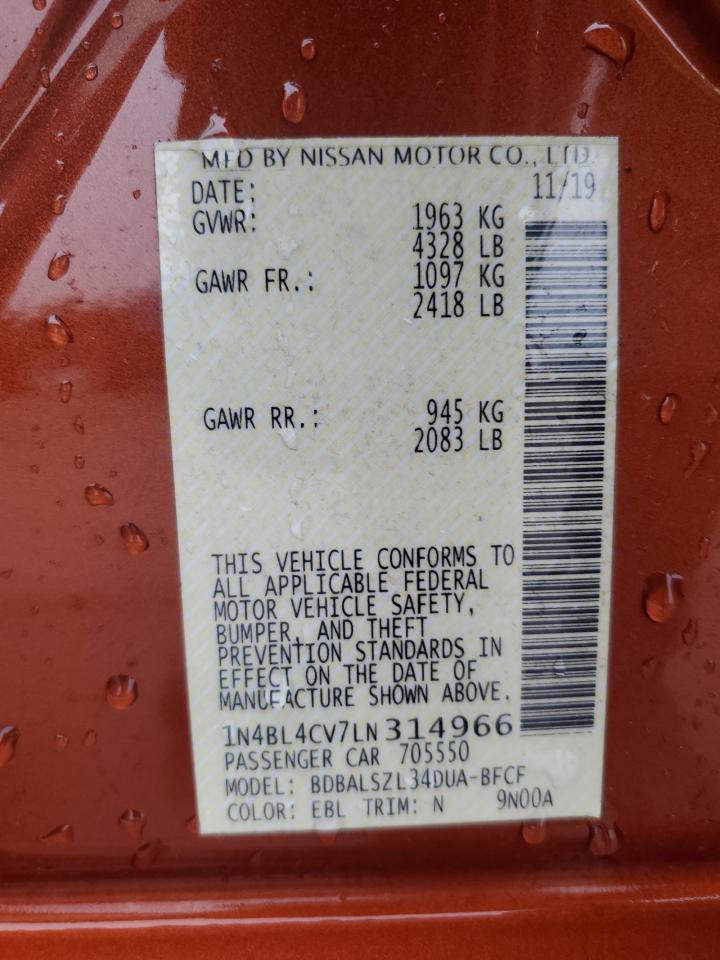 MFD BY NISSAN MOTOR CO., LTD.
DATE: 11/19
GVWR: 1963 KG
4328 LB
GAWR FR.: 1097 KG
2418 LB
GAWR RR.: 945 KG
2083 LB
THIS VEHICLE CONFORMS TO
ALL APPLICABLE FEDERAL
MOTOR VEHICLE SAFETY,
BUMPER, AND THEFT
PREVENTION STANDARDS IN
EFFECT ON THE DATE OF
MANUFACTURE SHOWN ABOVE.
1N4BL4CV7LN314966
PASSENGER CAR 705550
MODEL: BDBALSZL34DUA-BFCF
COLOR: EBL TRIM: N 9N00A